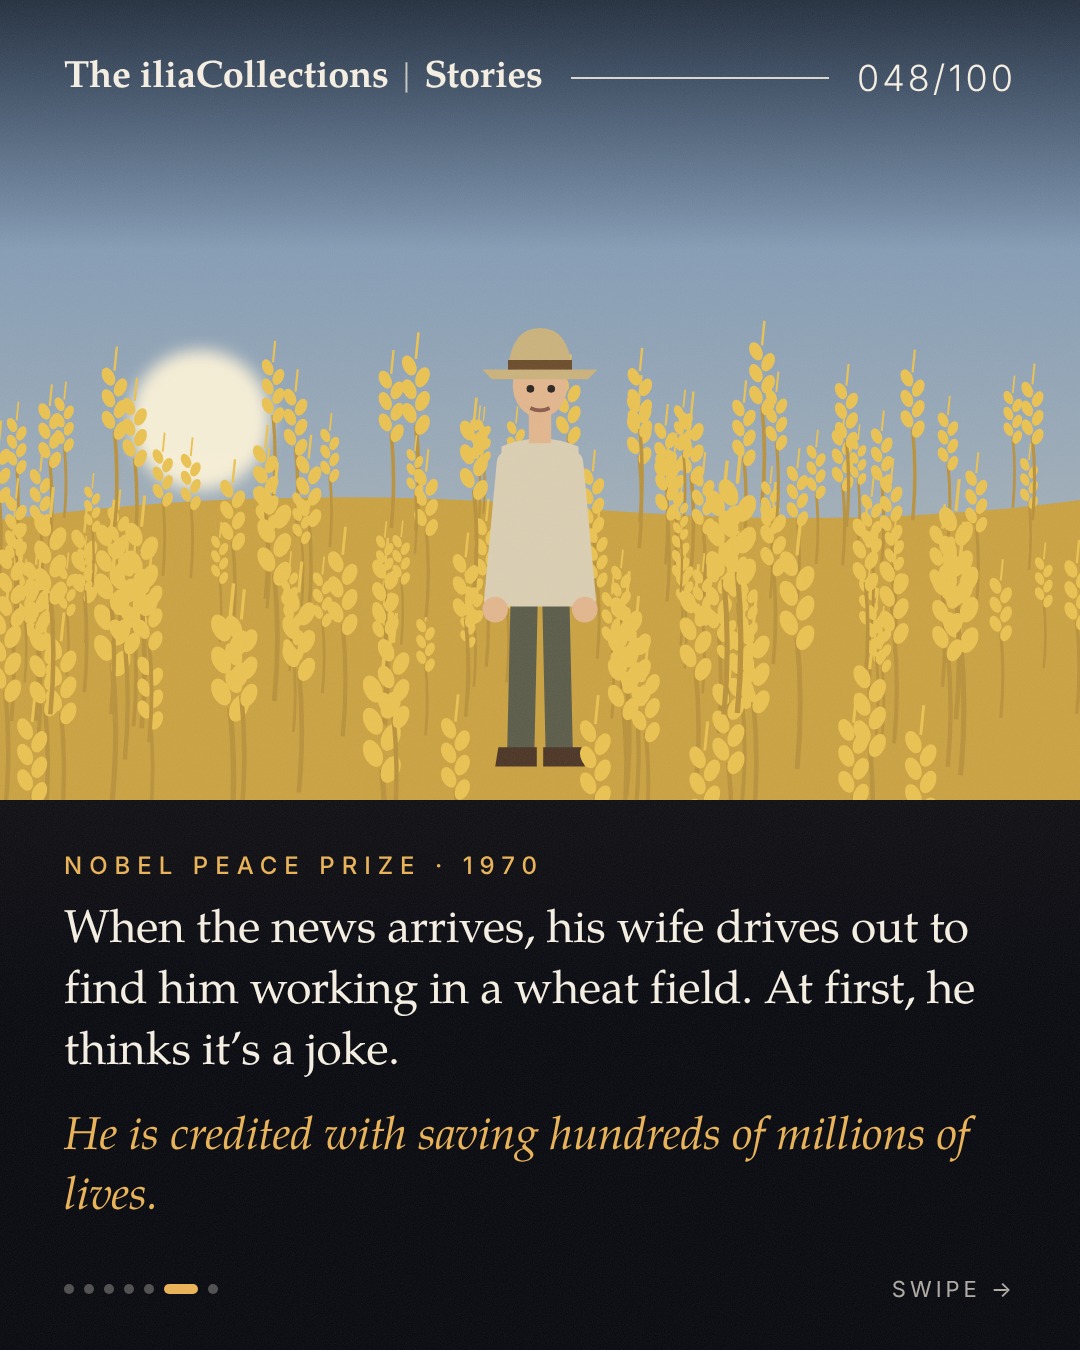 The iliaCollections | Stories 048/100
NOBEL PEACE PRIZE · 1970
When the news arrives, his wife drives out to
find him working in a wheat field. At first, he
thinks it’s a joke.
He is credited with saving hundreds of millions of
lives.
SWIPE →